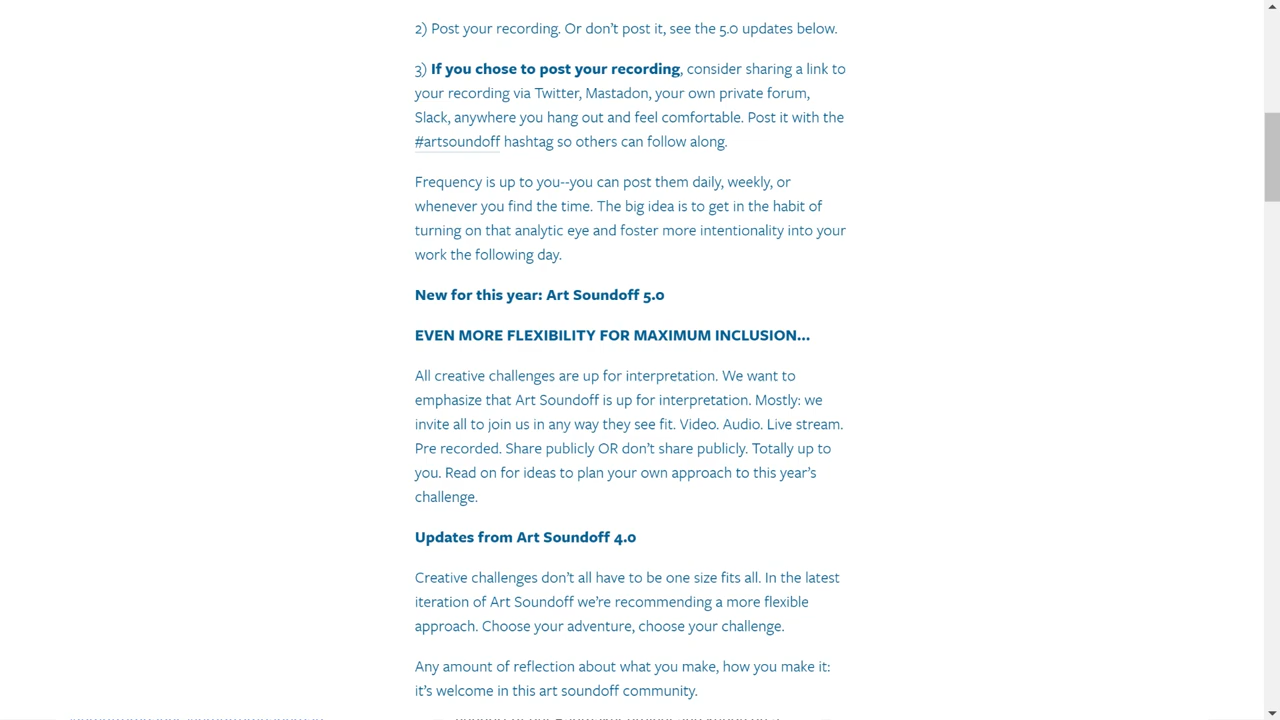 2) Post your recording. Or don't post it, see the 5.0 updates below.
3) If you chose to post your recording, consider sharing a link to
your recording via Twitter, Mastadon, your own private forum,
Slack, anywhere you hang out and feel comfortable. Post it with the
#artsoundoff hashtag so others can follow along.
Frequency is up to you--you can post them daily, weekly, or
whenever you find the time. The big idea is to get in the habit of
turning on that analytic eye and foster more intentionality into your
work the following day.
New for this year: Art Soundoff 5.0
EVEN MORE FLEXIBILITY FOR MAXIMUM INCLUSION...
All creative challenges are up for interpretation. We want to
emphasize that Art Soundoff is up for interpretation. Mostly: we
invite all to join us in any way they see fit. Video. Audio. Live stream.
Pre recorded. Share publicly OR don't share publicly. Totally up to
you. Read on for ideas to plan your own approach to this year's
challenge.
Updates from Art Soundoff 4.0
Creative challenges don't all have to be one size fits all. In the latest
iteration of Art Soundoff we're recommending a more flexible
approach. Choose your adventure, choose your challenge.
Any amount of reflection about what you make, how you make it:
it's welcome in this art soundoff community.